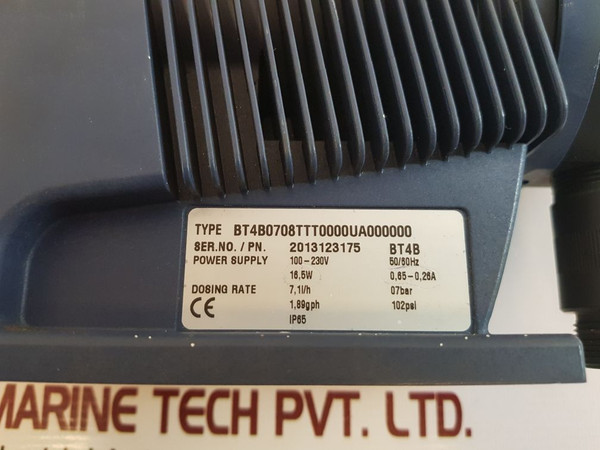 TYPE BT4B0708TTT0000UA000000
SER.NO. / PN. 2013123175 BT4B
POWER SUPPLY 100-230V 50/60Hz
16,5W 0,65-0,26A
DOSING RATE 7,1l/h 07bar
CE 1,89gph 102psi
IP65
MARINE TECH PVT. LTD.